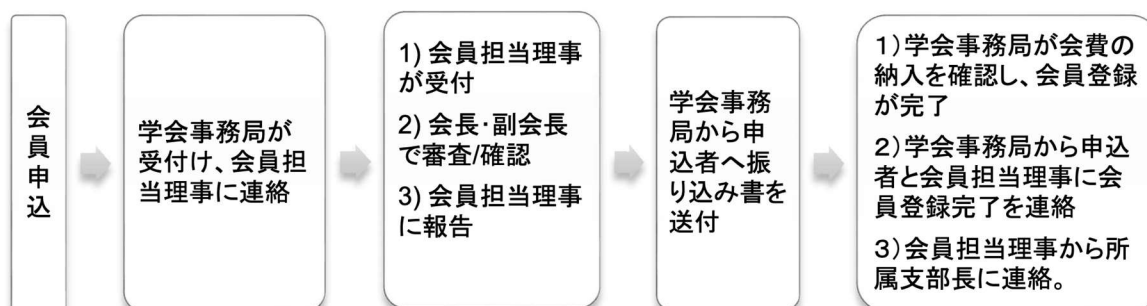 会員申込
学会事務局が
受付け、会員担
当理事に連絡
1) 会員担当理事
が受付
2) 会長･副会長
で審査/確認
3) 会員担当理事
に報告
学会事務
局から申
込者へ振
り込み書を
送付
１）学会事務局が会費の
納入を確認し、会員登録
が完了
２）学会事務局から申込
者と会員担当理事に会
員登録完了を連絡
３）会員担当理事から所
属支部長に連絡。